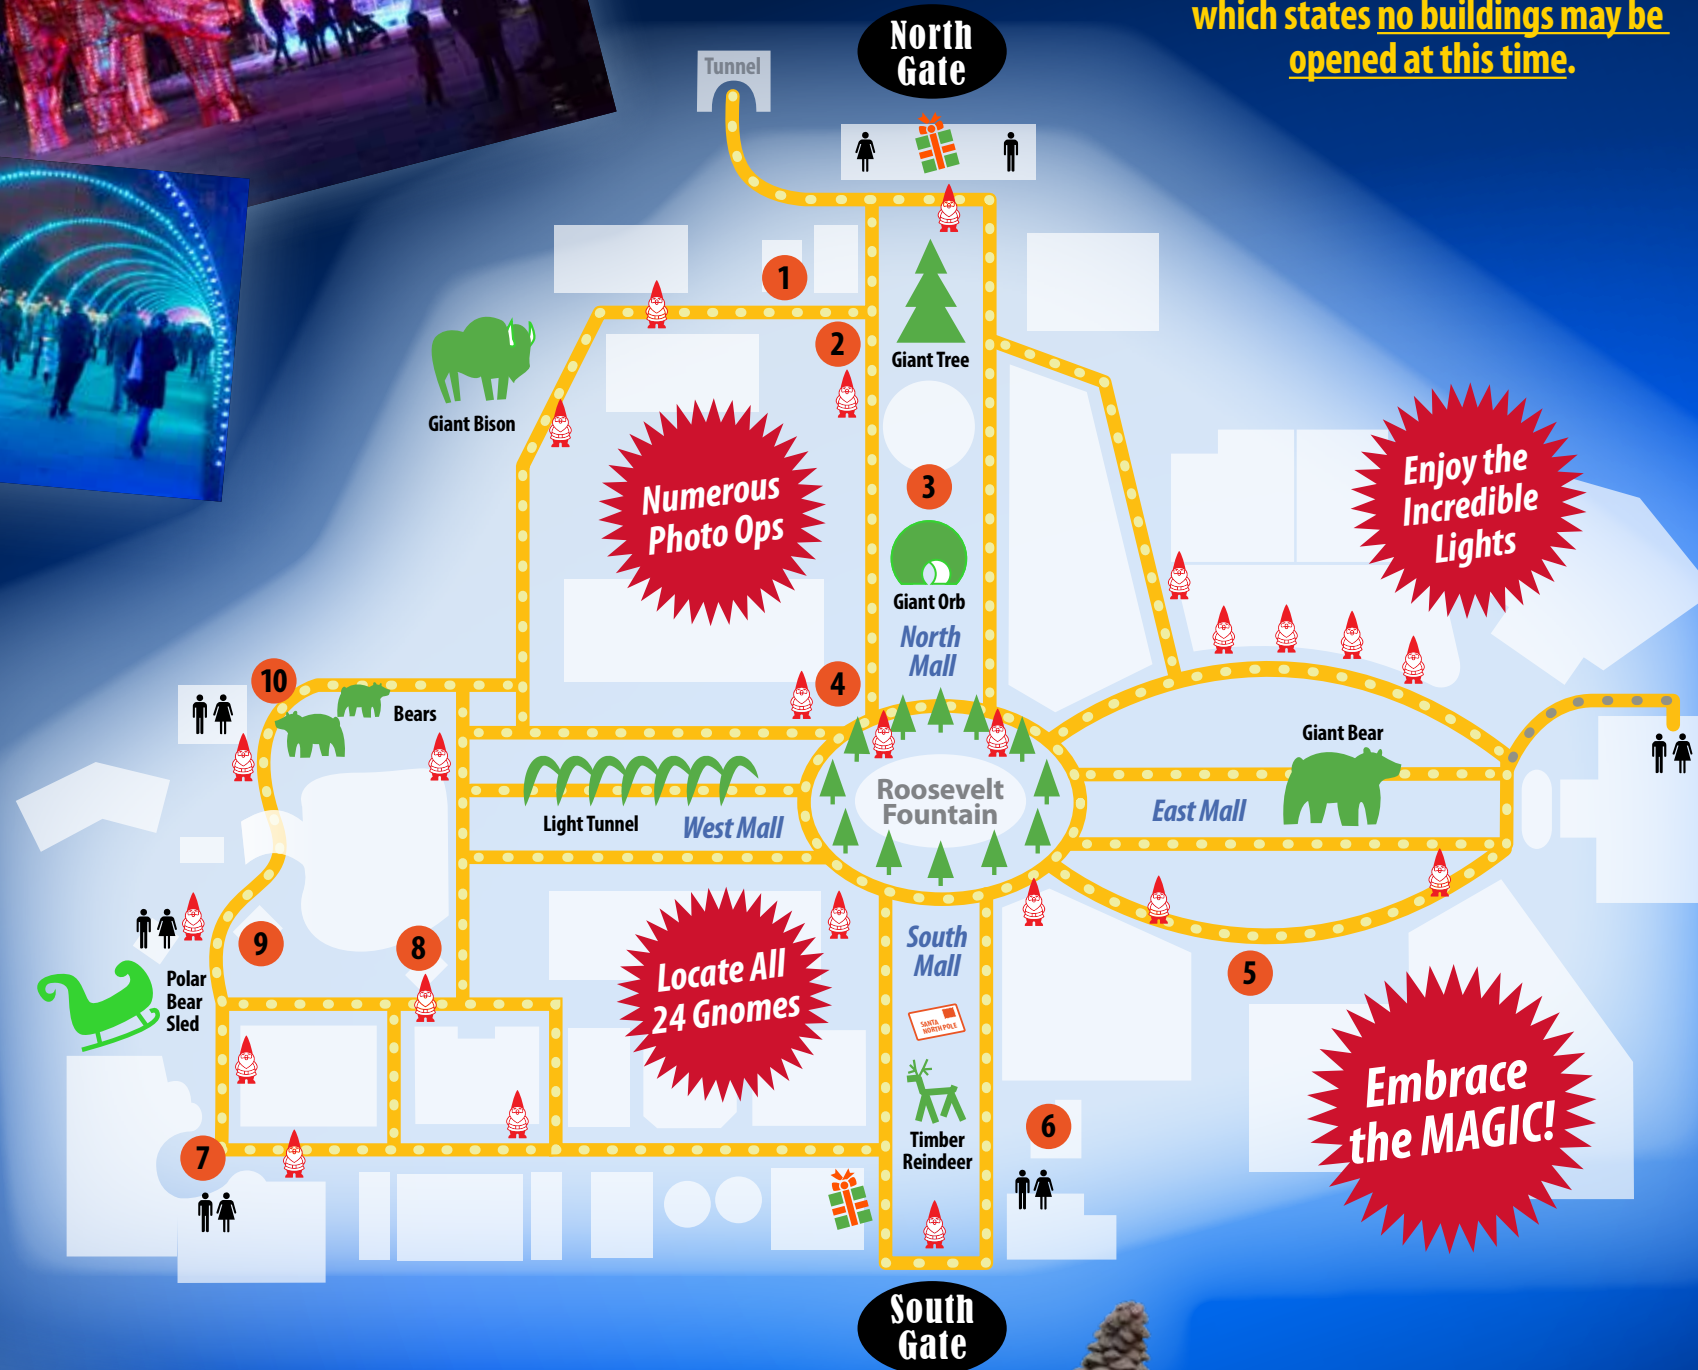 which states no buildings may be
opened at this time.
North
Gate
Tunnel
1
2
Giant Tree
Giant Bison
3
Numerous
Photo Ops
Enjoy the
Incredible
Lights
Giant Orb
North
Mall
10
4
Bears
Giant Bear
Roosevelt
Fountain
East Mall
Light Tunnel
West Mall
9
8
South
Mall
5
Polar
Bear
Sled
Locate All
24 Gnomes
SANTA
NORTH POLE
Embrace
the MAGIC!
6
7
Timber
Reindeer
South
Gate